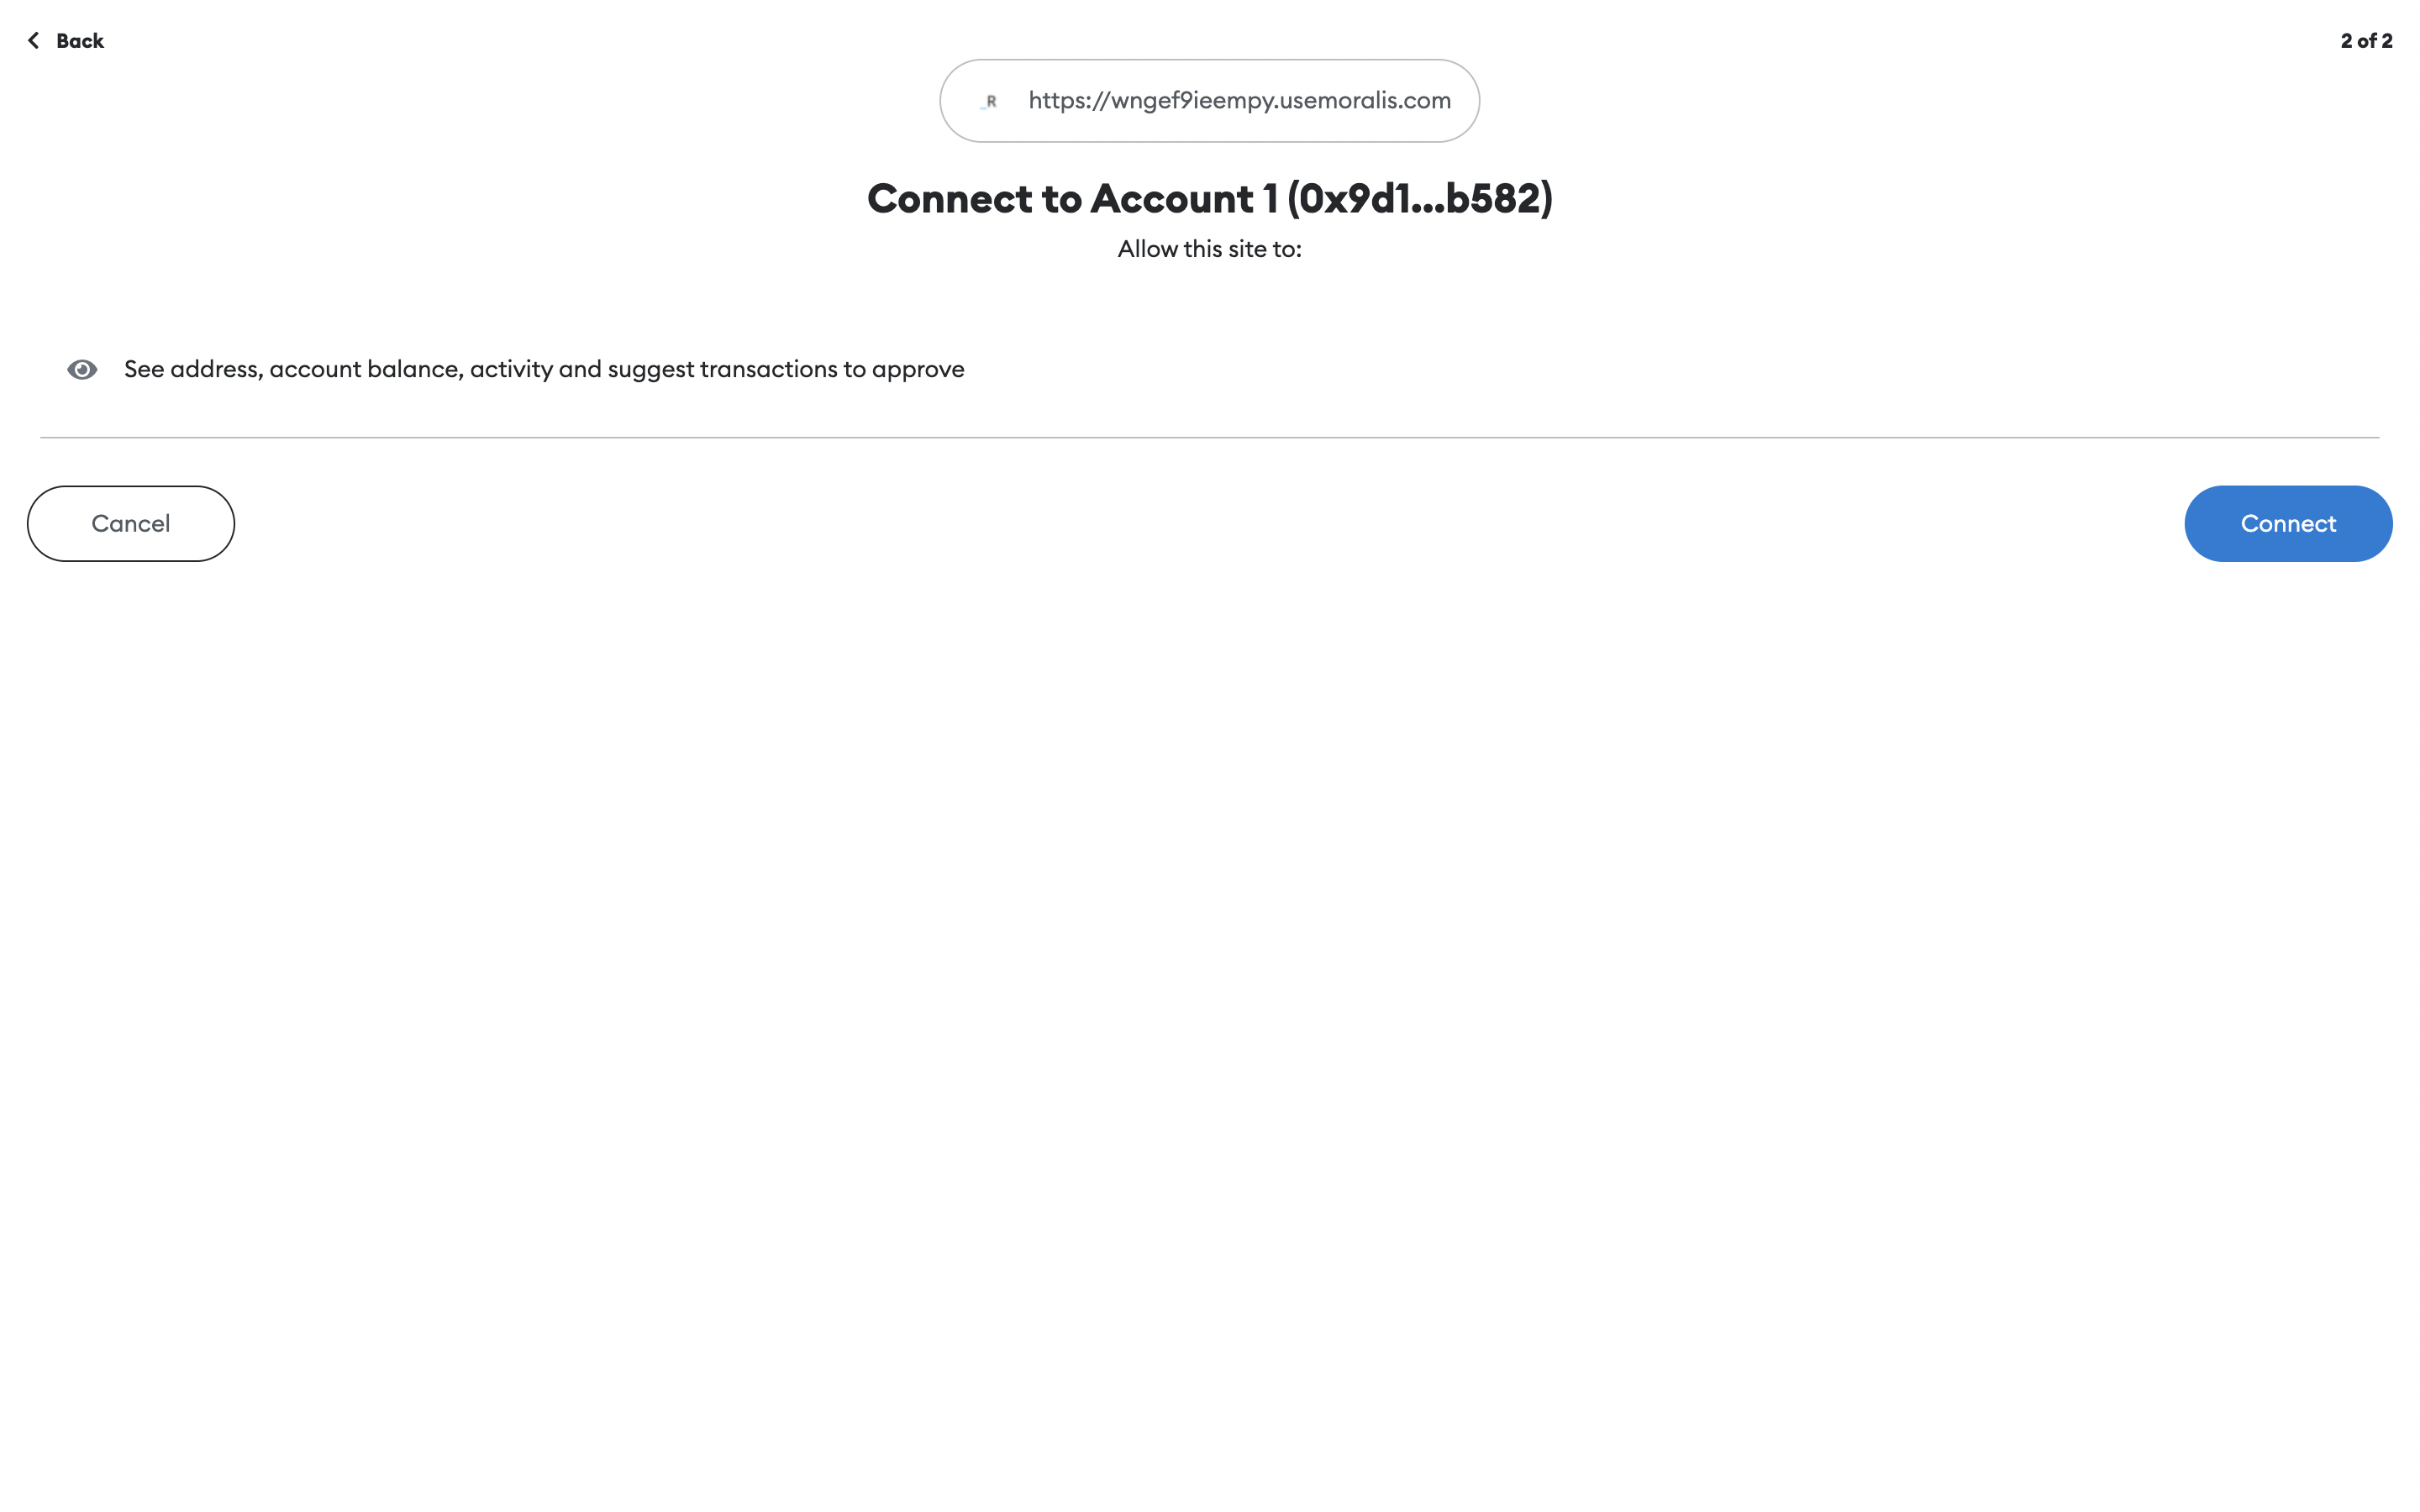 Back
2 of 2
_R https://wngef9ieempy.usemoralis.com
Connect to Account 1 (0x9d1...b582)
Allow this site to:
See address, account balance, activity and suggest transactions to approve
Cancel
Connect